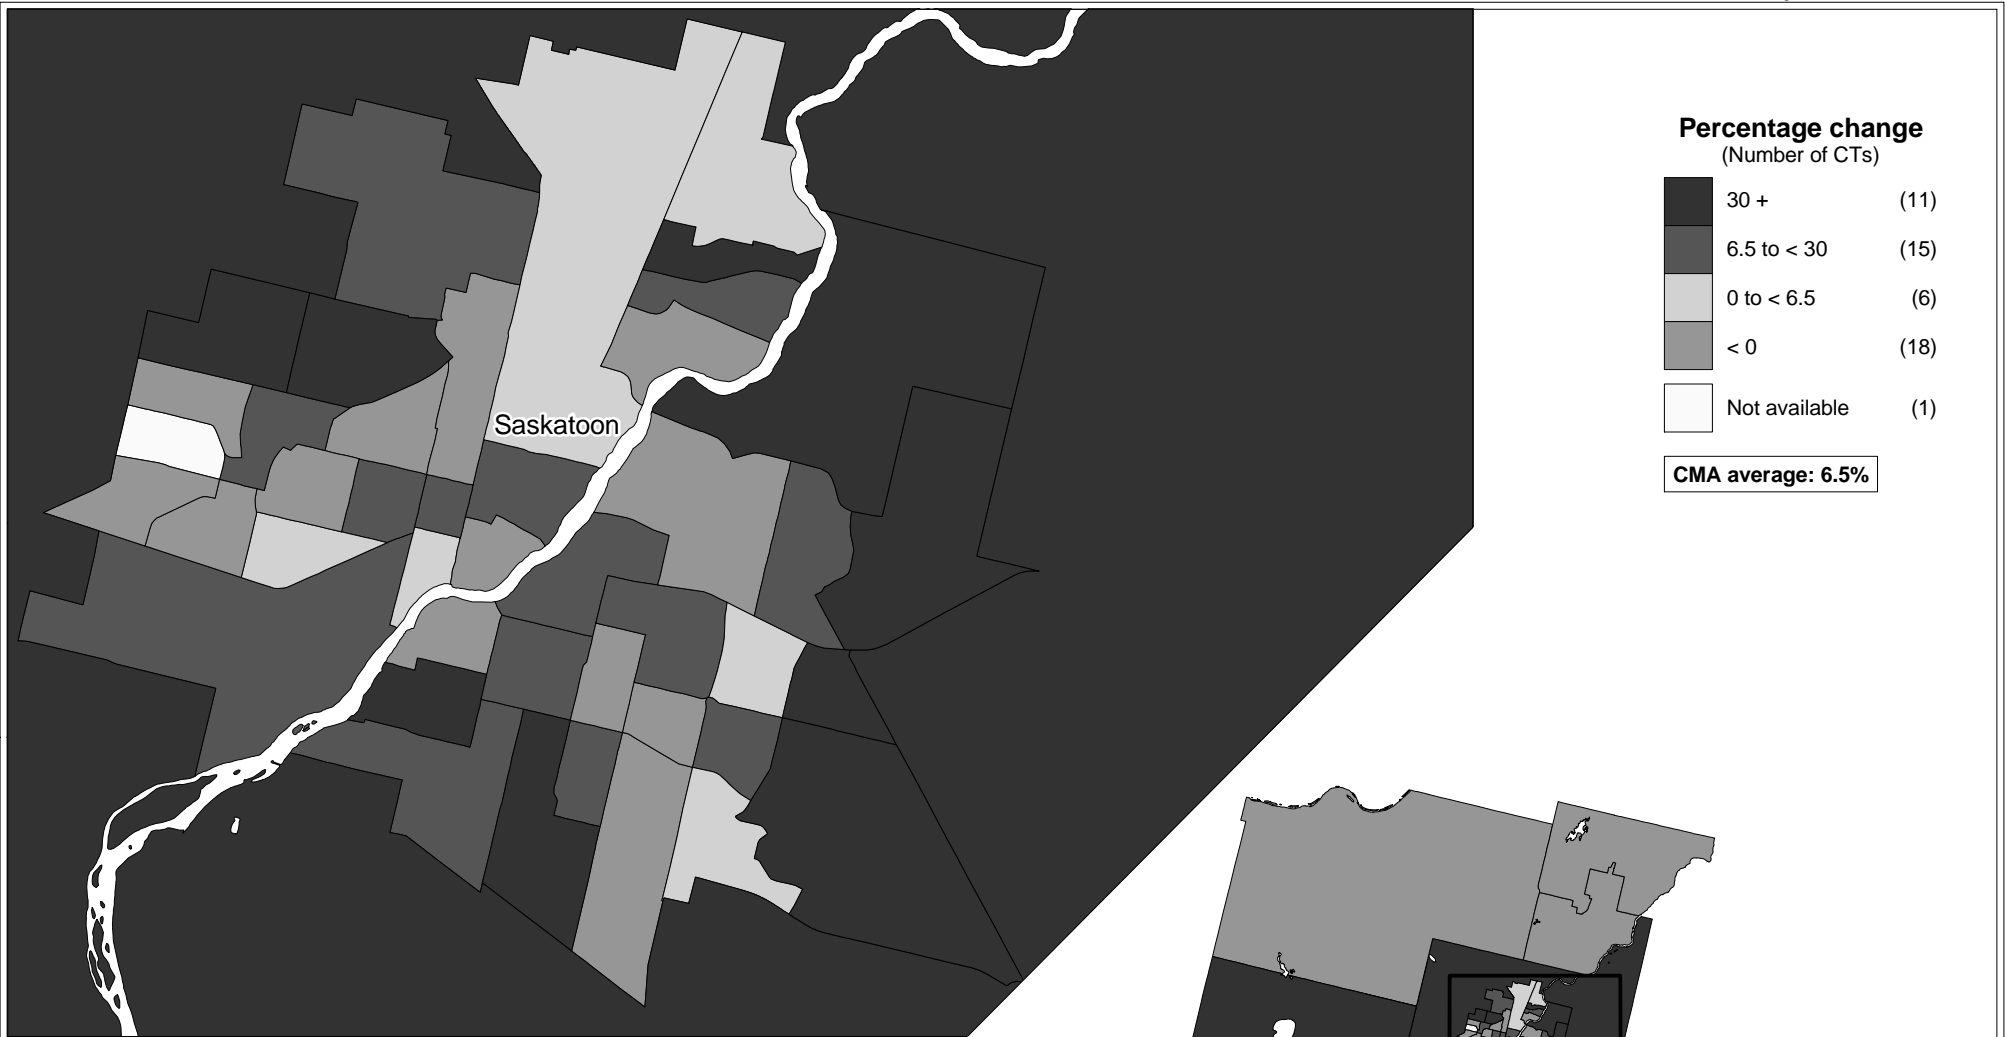 Percentage change
(Number of CTs)
30 + (11)
6.5 to < 30 (15)
0 to < 6.5 (6)
< 0 (18)
Not available (1)
CMA average: 6.5%
Saskatoon